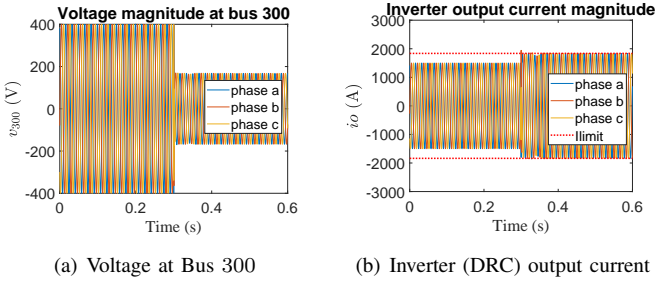 Voltage magnitude at bus 300
400
200
0
-200
-400
v300 (V)
phase a
phase b
phase c
0
0.2
0.4
0.6
Time (s)
(a) Voltage at Bus 300
Inverter output current magnitude
3000
2000
1000
0
-1000
-2000
-3000
io (A)
phase a
phase b
phase c
Ilimit
0
0.2
0.4
0.6
Time (s)
(b) Inverter (DRC) output current